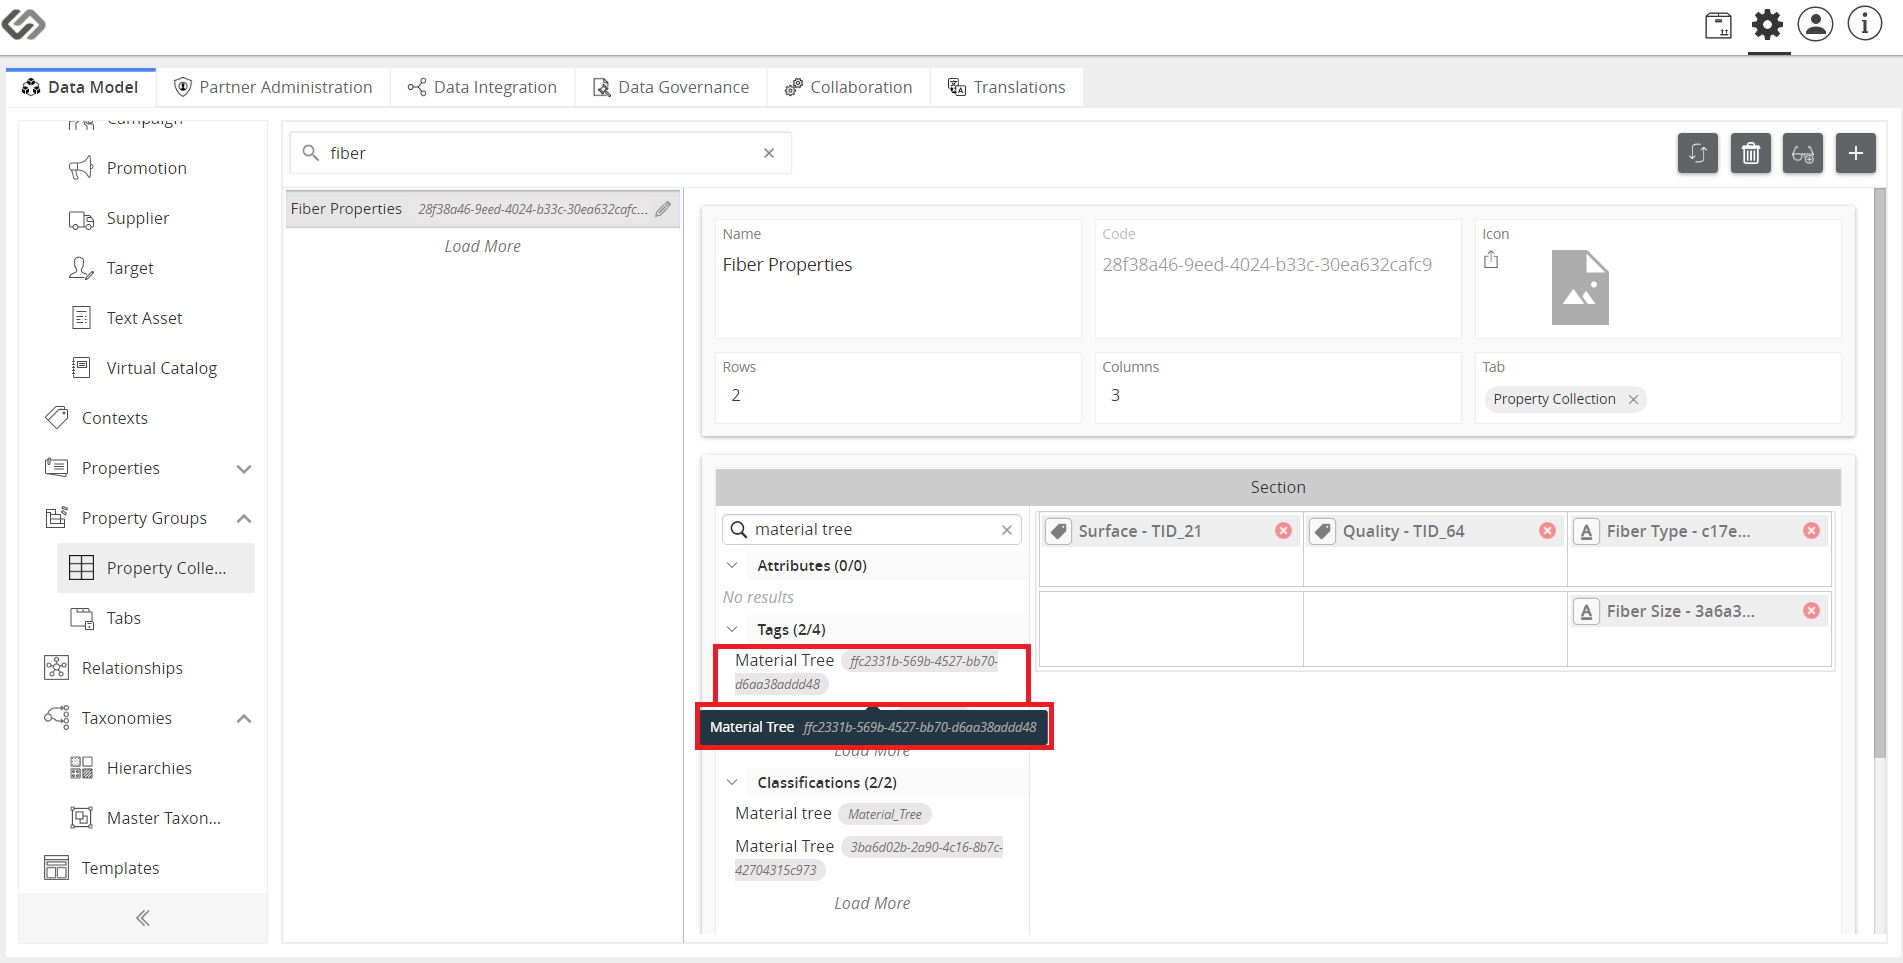 Data Model
Partner Administration
Data Integration
Data Governance
Collaboration
Translations
Campaign
Promotion
Supplier
Target
Text Asset
Virtual Catalog
Contexts
Properties
Property Groups
Property Colle...
Tabs
Relationships
Taxonomies
Hierarchies
Master Taxon...
Templates
fiber
Fiber Properties 28f38a46-9eed-4024-b33c-30ea632cafc...
Load More
Name
Fiber Properties
Code
28f38a46-9eed-4024-b33c-30ea632cafc9
Icon
Rows
2
Columns
3
Tab
Property Collection
Section
material tree
Attributes (0/0)
No results
Tags (2/4)
Material Tree ffc2331b-569b-4527-bb70-
d6aa38addd48
Material Tree ffc2331b-569b-4527-bb70-d6aa38addd48
Load More
Classifications (2/2)
Material tree Material_Tree
Material Tree 3ba6d02b-2a90-4c16-8b7c-
42704315c973
Load More
Surface - TID_21
Quality - TID_64
Fiber Type - c17e...
Fiber Size - 3a6a3...